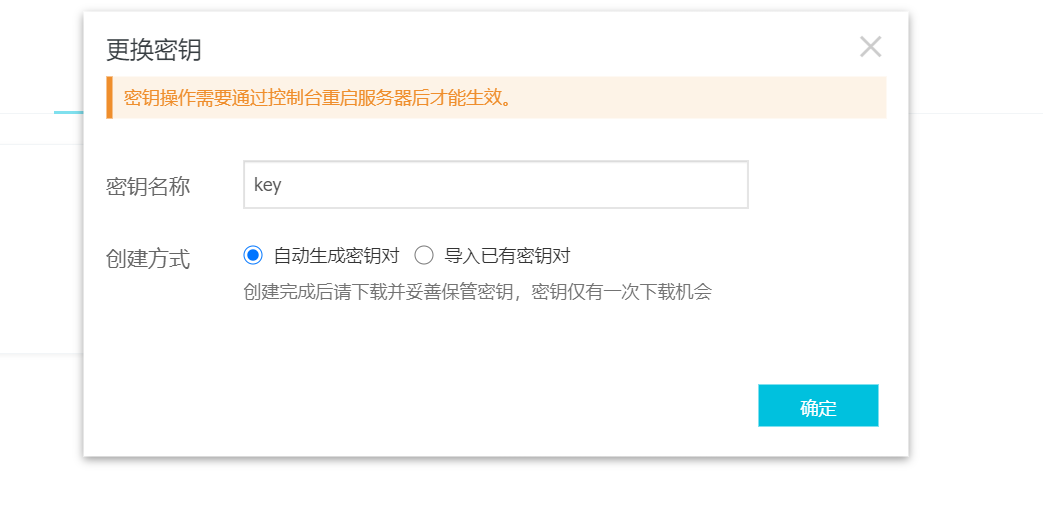 更换密钥
密钥操作需要通过控制台重启服务器后才能生效。
密钥名称 key
创建方式 自动生成密钥对 导入已有密钥对
创建完成后请下载并妥善保管密钥，密钥仅有一次下载机会
确定